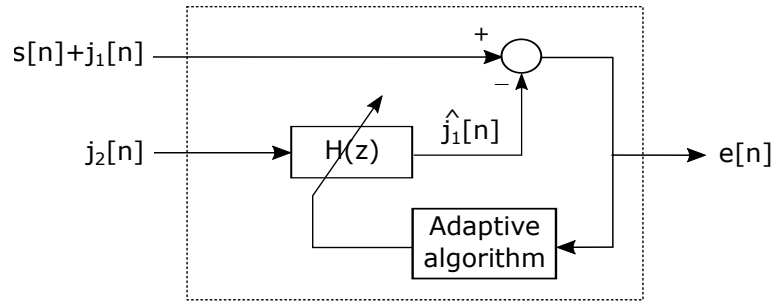 s[n]+j₁[n]
+
−
j₂[n]
H(z)
ĵ₁[n]
e[n]
Adaptive
algorithm